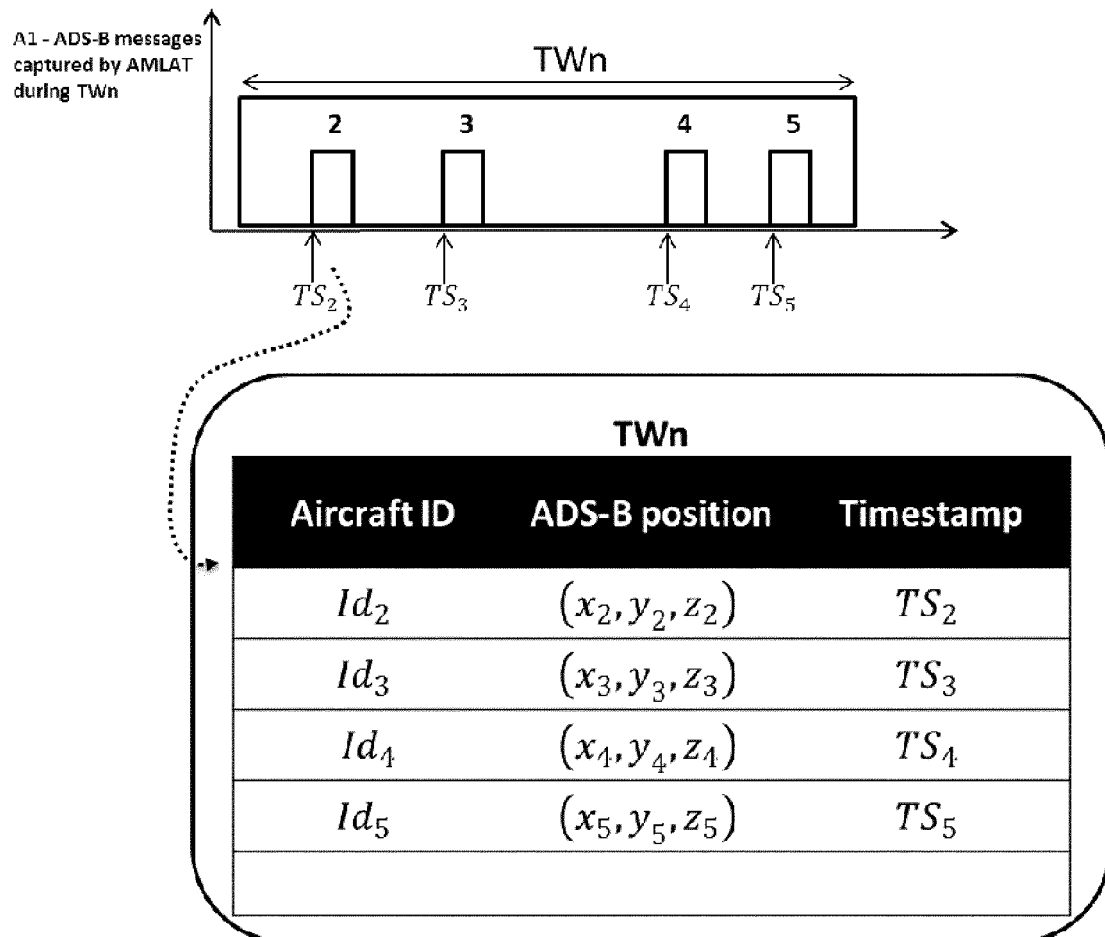 A1 - ADS-B messages
captured by AMLAT
during TWn
TWn
2 3 4 5
TS₂ TS₃ TS₄ TS₅
TWn
Aircraft ID ADS-B position Timestamp
Id₂ (x₂, y₂, z₂) TS₂
Id₃ (x₃, y₃, z₃) TS₃
Id₄ (x₄, y₄, z₄) TS₄
Id₅ (x₅, y₅, z₅) TS₅